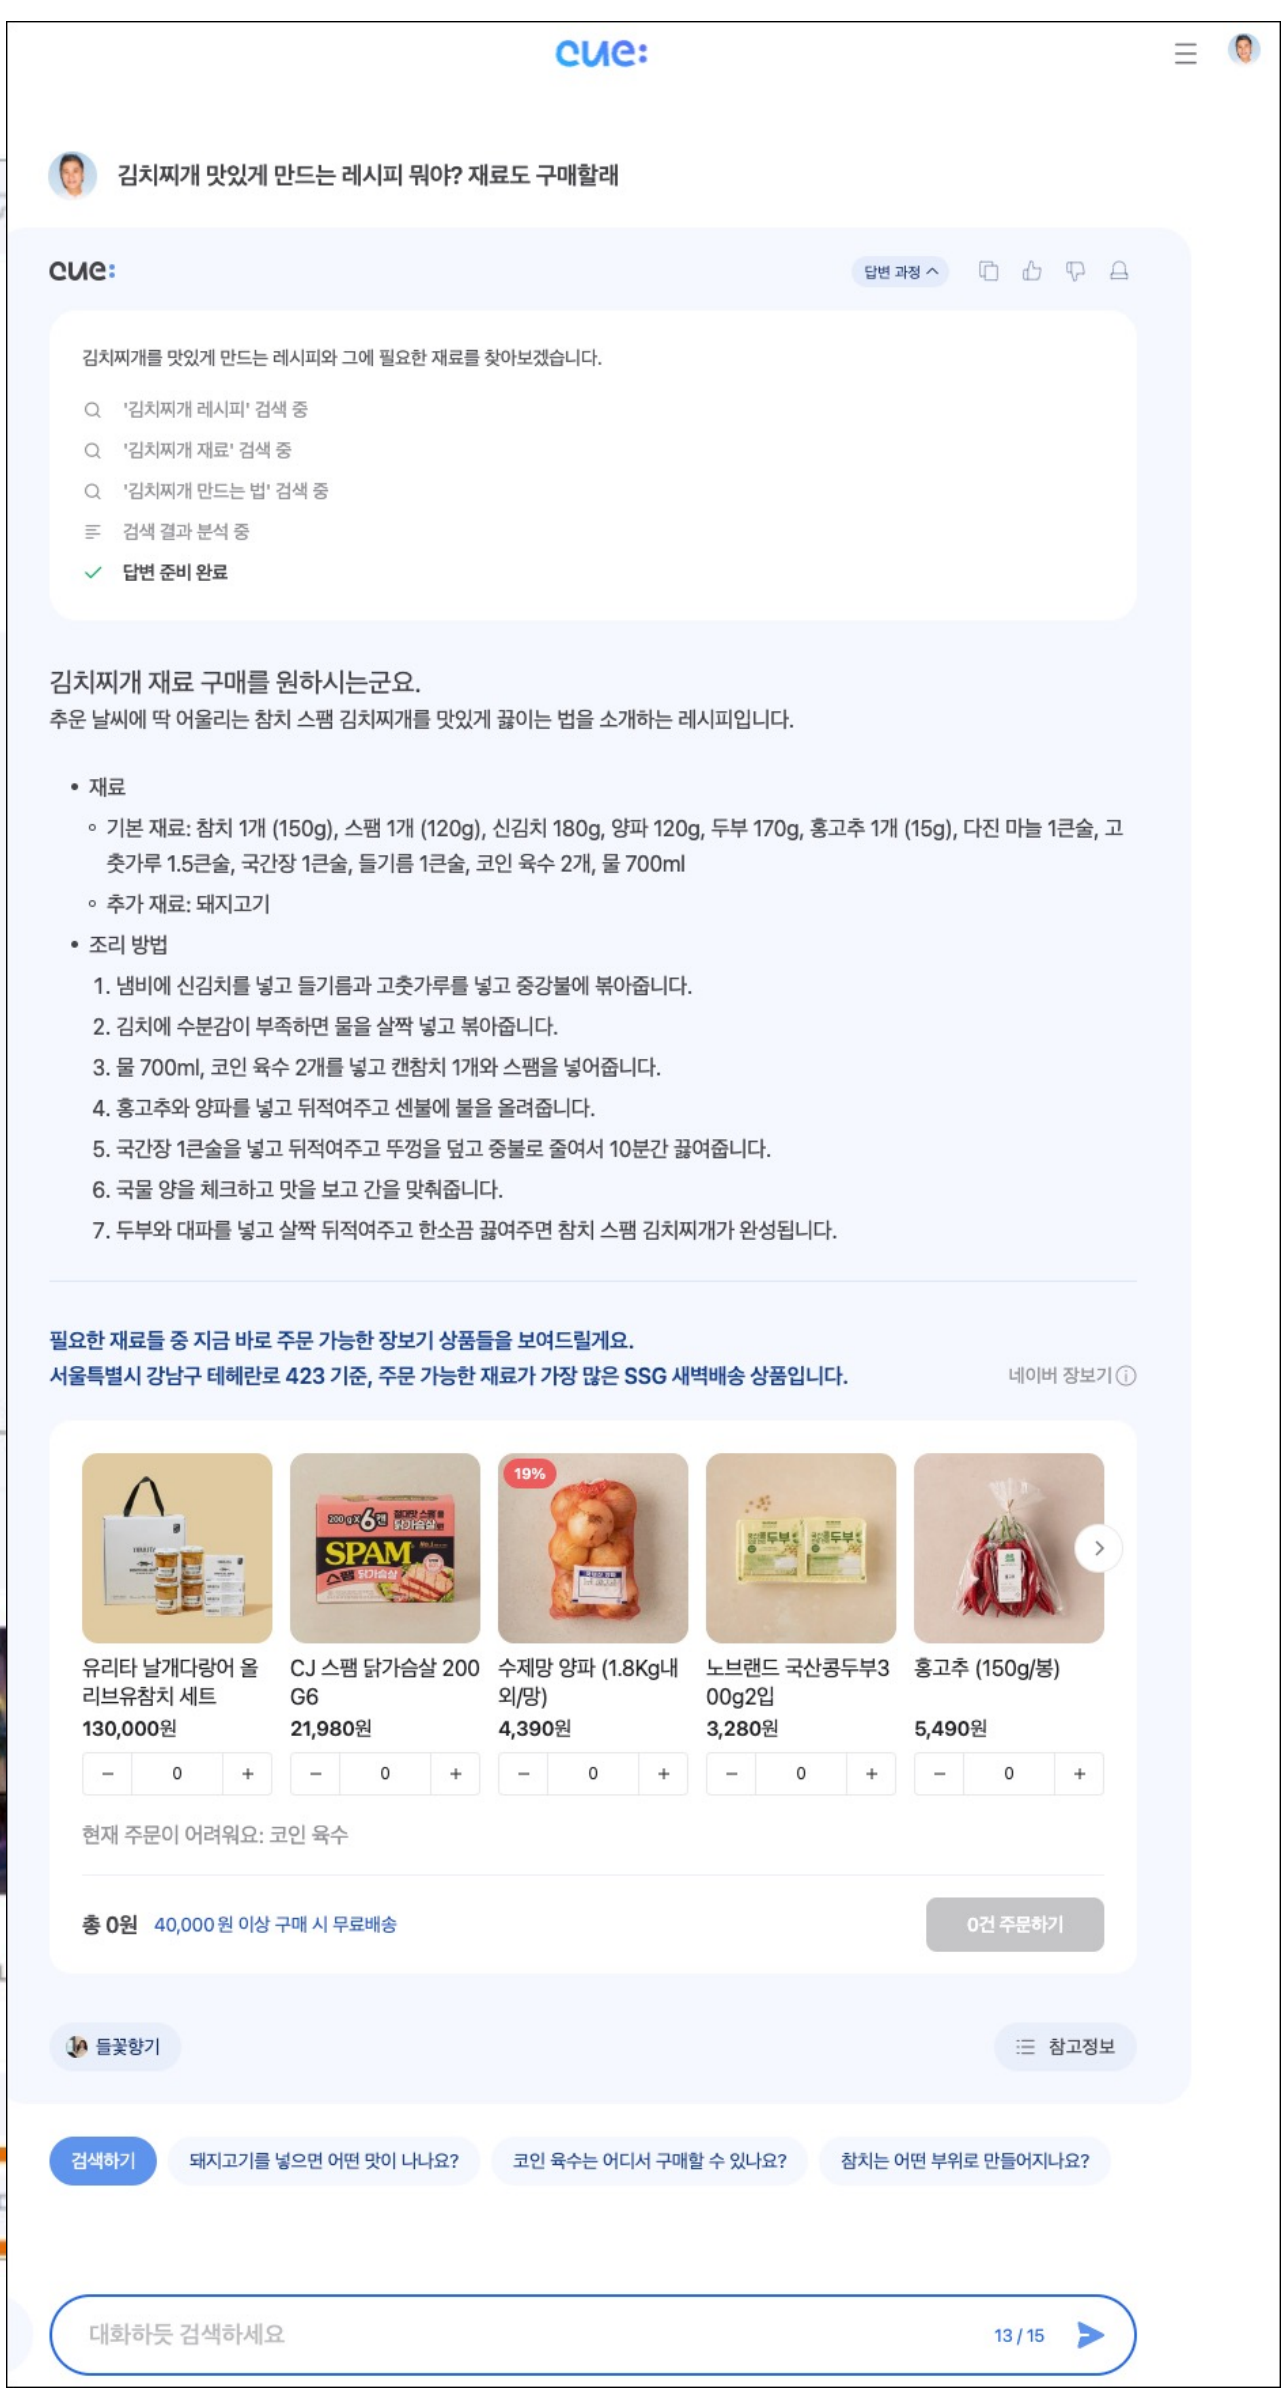 cue:
김치찌개 맛있게 만드는 레시피 뭐야? 재료도 구매할래
cue:
답변 과정
김치찌개를 맛있게 만드는 레시피와 그에 필요한 재료를 찾아보겠습니다.
'김치찌개 레시피' 검색 중
'김치찌개 재료' 검색 중
'김치찌개 만드는 법' 검색 중
검색 결과 분석 중
답변 준비 완료
김치찌개 재료 구매를 원하시는군요.
추운 날씨에 딱 어울리는 참치 스팸 김치찌개를 맛있게 끓이는 법을 소개하는 레시피입니다.
• 재료
◦ 기본 재료: 참치 1개 (150g), 스팸 1개 (120g), 신김치 180g, 양파 120g, 두부 170g, 홍고추 1개 (15g), 다진 마늘 1큰술, 고
춧가루 1.5큰술, 국간장 1큰술, 들기름 1큰술, 코인 육수 2개, 물 700ml
◦ 추가 재료: 돼지고기
• 조리 방법
1. 냄비에 신김치를 넣고 들기름과 고춧가루를 넣고 중강불에 볶아줍니다.
2. 김치에 수분감이 부족하면 물을 살짝 넣고 볶아줍니다.
3. 물 700ml, 코인 육수 2개를 넣고 캔참치 1개와 스팸을 넣어줍니다.
4. 홍고추와 양파를 넣고 뒤적여주고 센불에 불을 올려줍니다.
5. 국간장 1큰술을 넣고 뒤적여주고 뚜껑을 덮고 중불로 줄여서 10분간 끓여줍니다.
6. 국물 양을 체크하고 맛을 보고 간을 맞춰줍니다.
7. 두부와 대파를 넣고 살짝 뒤적여주고 한소끔 끓여주면 참치 스팸 김치찌개가 완성됩니다.
필요한 재료들 중 지금 바로 주문 가능한 장보기 상품들을 보여드릴게요.
서울특별시 강남구 테헤란로 423 기준, 주문 가능한 재료가 가장 많은 SSG 새벽배송 상품입니다.
네이버 장보기
200g X 6캔
SPAM
스팸 닭가슴살
19%
유리타 날개다랑어 올
리브유참치 세트
130,000원
CJ 스팸 닭가슴살 200
G6
21,980원
수제망 양파 (1.8Kg내
외/망)
4,390원
노브랜드 국산콩두부3
00g2입
3,280원
홍고추 (150g/봉)
5,490원
− 0 + − 0 + − 0 + − 0 + − 0 +
현재 주문이 어려워요: 코인 육수
총 0원 40,000원 이상 구매 시 무료배송
0건 주문하기
들꽃향기
참고정보
검색하기
돼지고기를 넣으면 어떤 맛이 나나요?
코인 육수는 어디서 구매할 수 있나요?
참치는 어떤 부위로 만들어지나요?
대화하듯 검색하세요
13 / 15